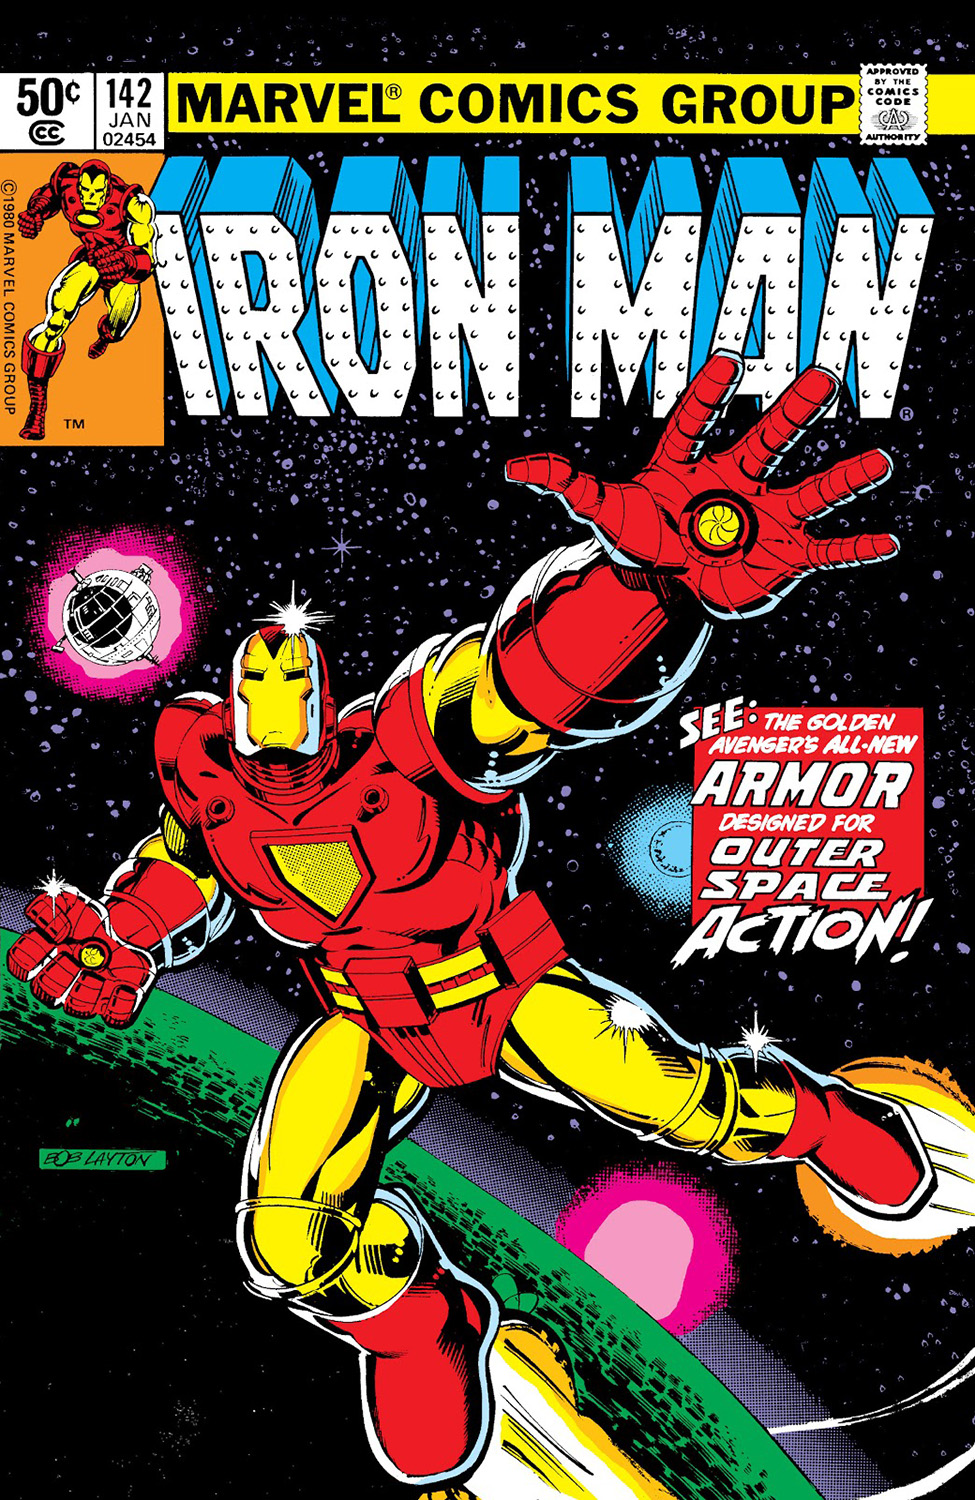 50¢
CC
142
JAN
02454
MARVEL® COMICS GROUP
APPROVED
BY THE
COMICS
CODE
CA
AUTHORITY
©1980 MARVEL COMICS GROUP
TM
IRON MAN®
SEE: THE GOLDEN
AVENGER'S ALL-NEW
ARMOR
DESIGNED FOR
OUTER
SPACE
ACTION!
BOB LAYTON